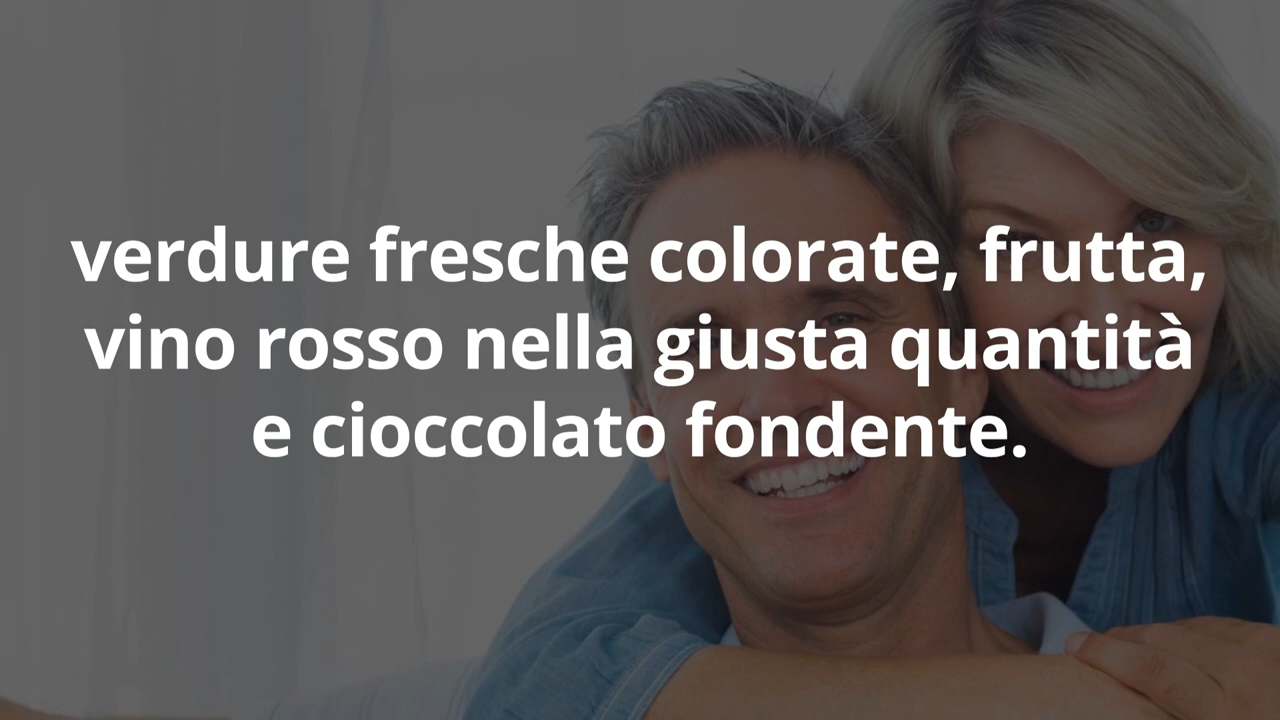 verdure fresche colorate, frutta,
vino rosso nella giusta quantità
e cioccolato fondente.